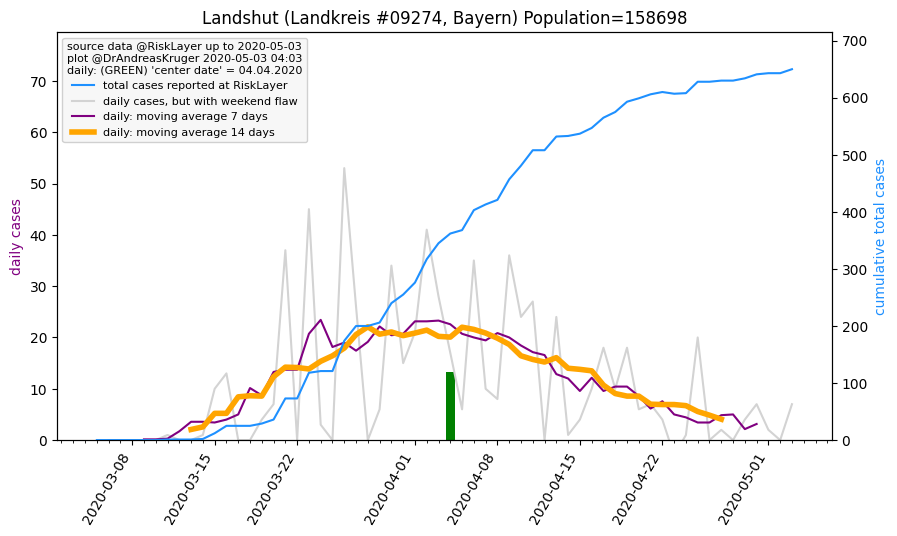 Landshut (Landkreis #09274, Bayern) Population=158698
source data @RiskLayer up to 2020-05-03
plot @DrAndreasKruger 2020-05-03 04:03
daily: (GREEN) 'center date' = 04.04.2020
total cases reported at RiskLayer
daily cases, but with weekend flaw
daily: moving average 7 days
daily: moving average 14 days
daily cases
70
60
50
40
30
20
10
0
700
600
500
400
300
200
100
0
cumulative total cases
2020-03-08
2020-03-15
2020-03-22
2020-04-01
2020-04-08
2020-04-15
2020-04-22
2020-05-01